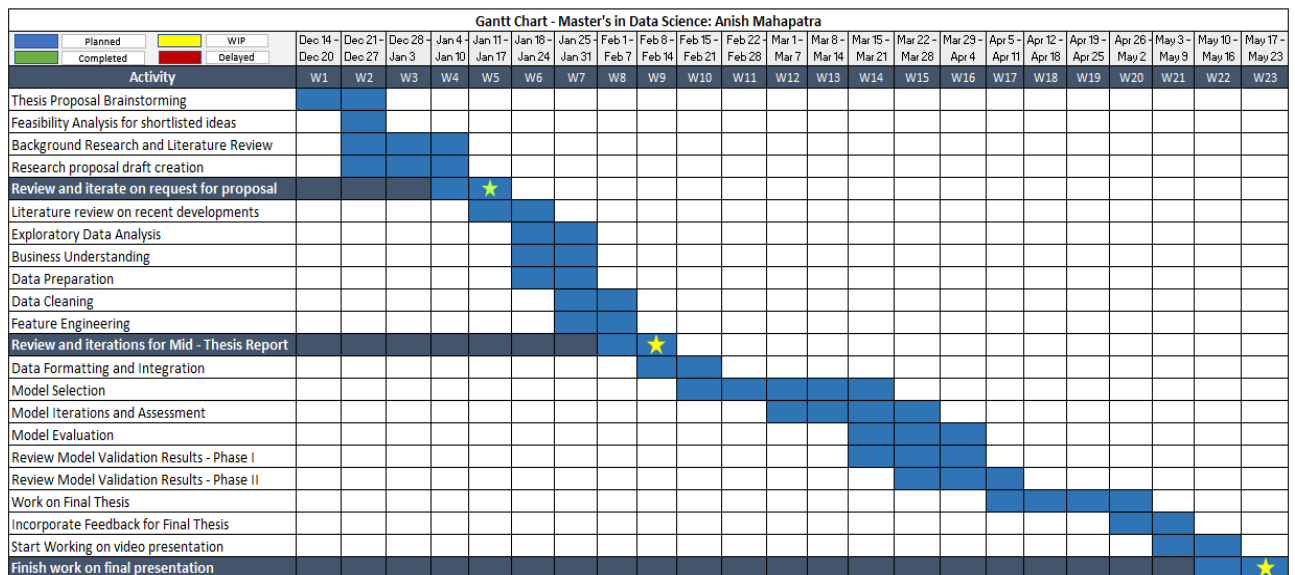 Gantt Chart - Master's in Data Science: Anish Mahapatra
Planned WIP Dec 14 - Dec 21 - Dec 28 - Jan 4 - Jan 11 - Jan 18 - Jan 25 - Feb 1 - Feb 8 - Feb 15 - Feb 22 - Mar 1 - Mar 8 - Mar 15 - Mar 22 - Mar 29 - Apr 5 - Apr 12 - Apr 19 - Apr 26 - May 3 - May 10 - May 17 -
Completed Delayed Dec 20 Dec 27 Jan 3 Jan 10 Jan 17 Jan 24 Jan 31 Feb 7 Feb 14 Feb 21 Feb 28 Mar 7 Mar 14 Mar 21 Mar 28 Apr 4 Apr 11 Apr 18 Apr 25 May 2 May 9 May 16 May 23
Activity W1 W2 W3 W4 W5 W6 W7 W8 W9 W10 W11 W12 W13 W14 W15 W16 W17 W18 W19 W20 W21 W22 W23
Thesis Proposal Brainstorming
Feasibility Analysis for shortlisted ideas
Background Research and Literature Review
Research proposal draft creation
Review and iterate on request for proposal
Literature review on recent developments
Exploratory Data Analysis
Business Understanding
Data Preparation
Data Cleaning
Feature Engineering
Review and iterations for Mid - Thesis Report
Data Formatting and Integration
Model Selection
Model Iterations and Assessment
Model Evaluation
Review Model Validation Results - Phase I
Review Model Validation Results - Phase II
Work on Final Thesis
Incorporate Feedback for Final Thesis
Start Working on video presentation
Finish work on final presentation